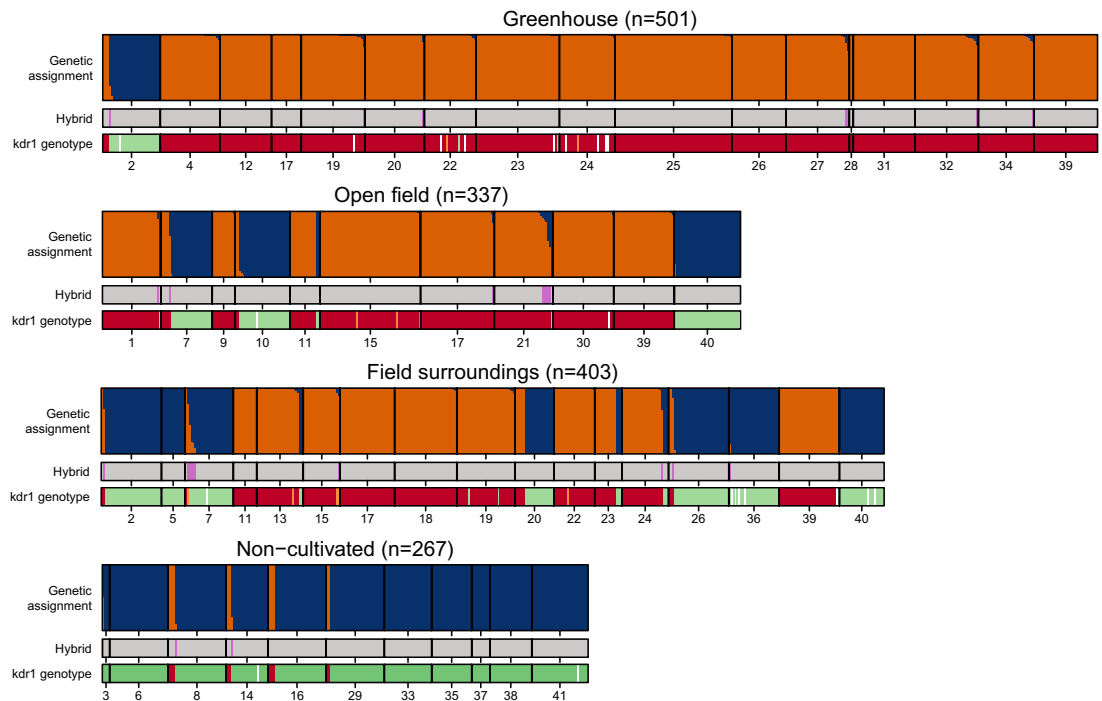 Greenhouse (n=501)
Genetic
assignment
Hybrid
kdr1 genotype
2 4 12 17 19 20 22 23 24 25 26 27 28 31 32 34 39
Open field (n=337)
Genetic
assignment
Hybrid
kdr1 genotype
1 7 9 10 11 15 17 21 30 39 40
Field surroundings (n=403)
Genetic
assignment
Hybrid
kdr1 genotype
2 5 7 11 13 15 17 18 19 20 22 23 24 26 36 39 40
Non−cultivated (n=267)
Genetic
assignment
Hybrid
kdr1 genotype
3 6 8 14 16 29 33 35 37 38 41